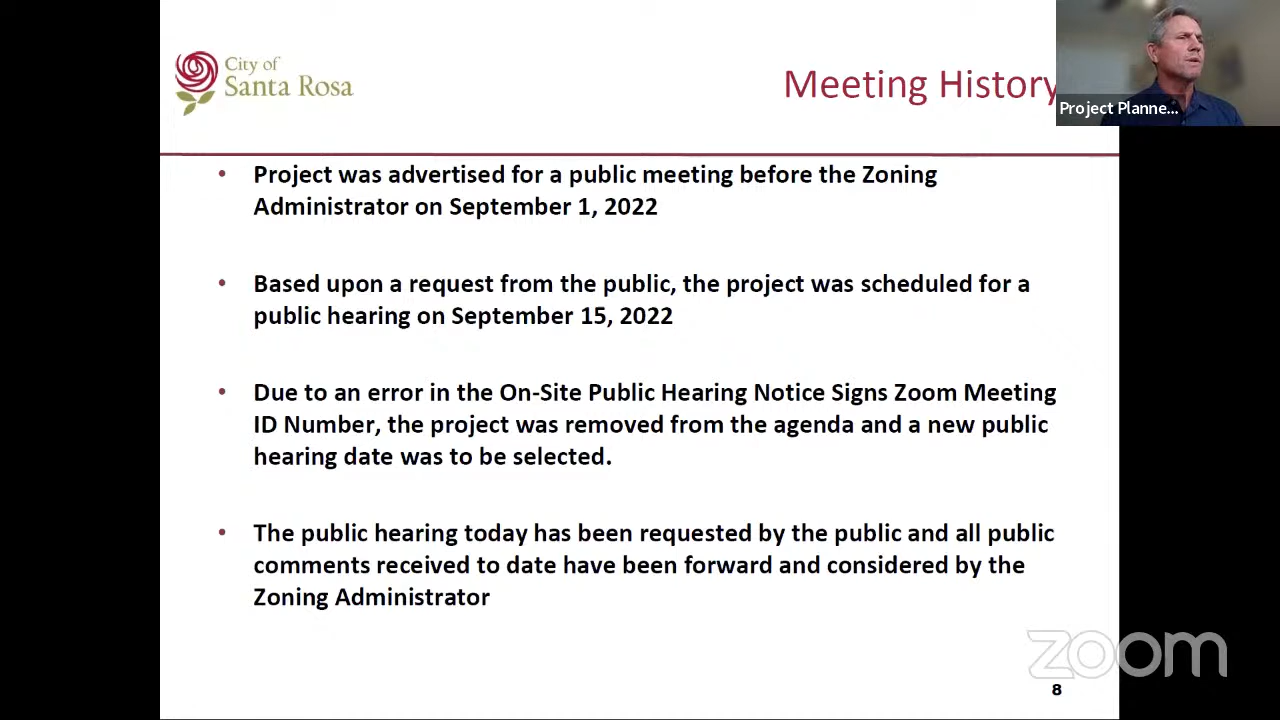 City of
Santa Rosa
Meeting History
Project Planne...
• Project was advertised for a public meeting before the Zoning
Administrator on September 1, 2022
• Based upon a request from the public, the project was scheduled for a
public hearing on September 15, 2022
• Due to an error in the On-Site Public Hearing Notice Signs Zoom Meeting
ID Number, the project was removed from the agenda and a new public
hearing date was to be selected.
• The public hearing today has been requested by the public and all public
comments received to date have been forward and considered by the
Zoning Administrator
zoom
8